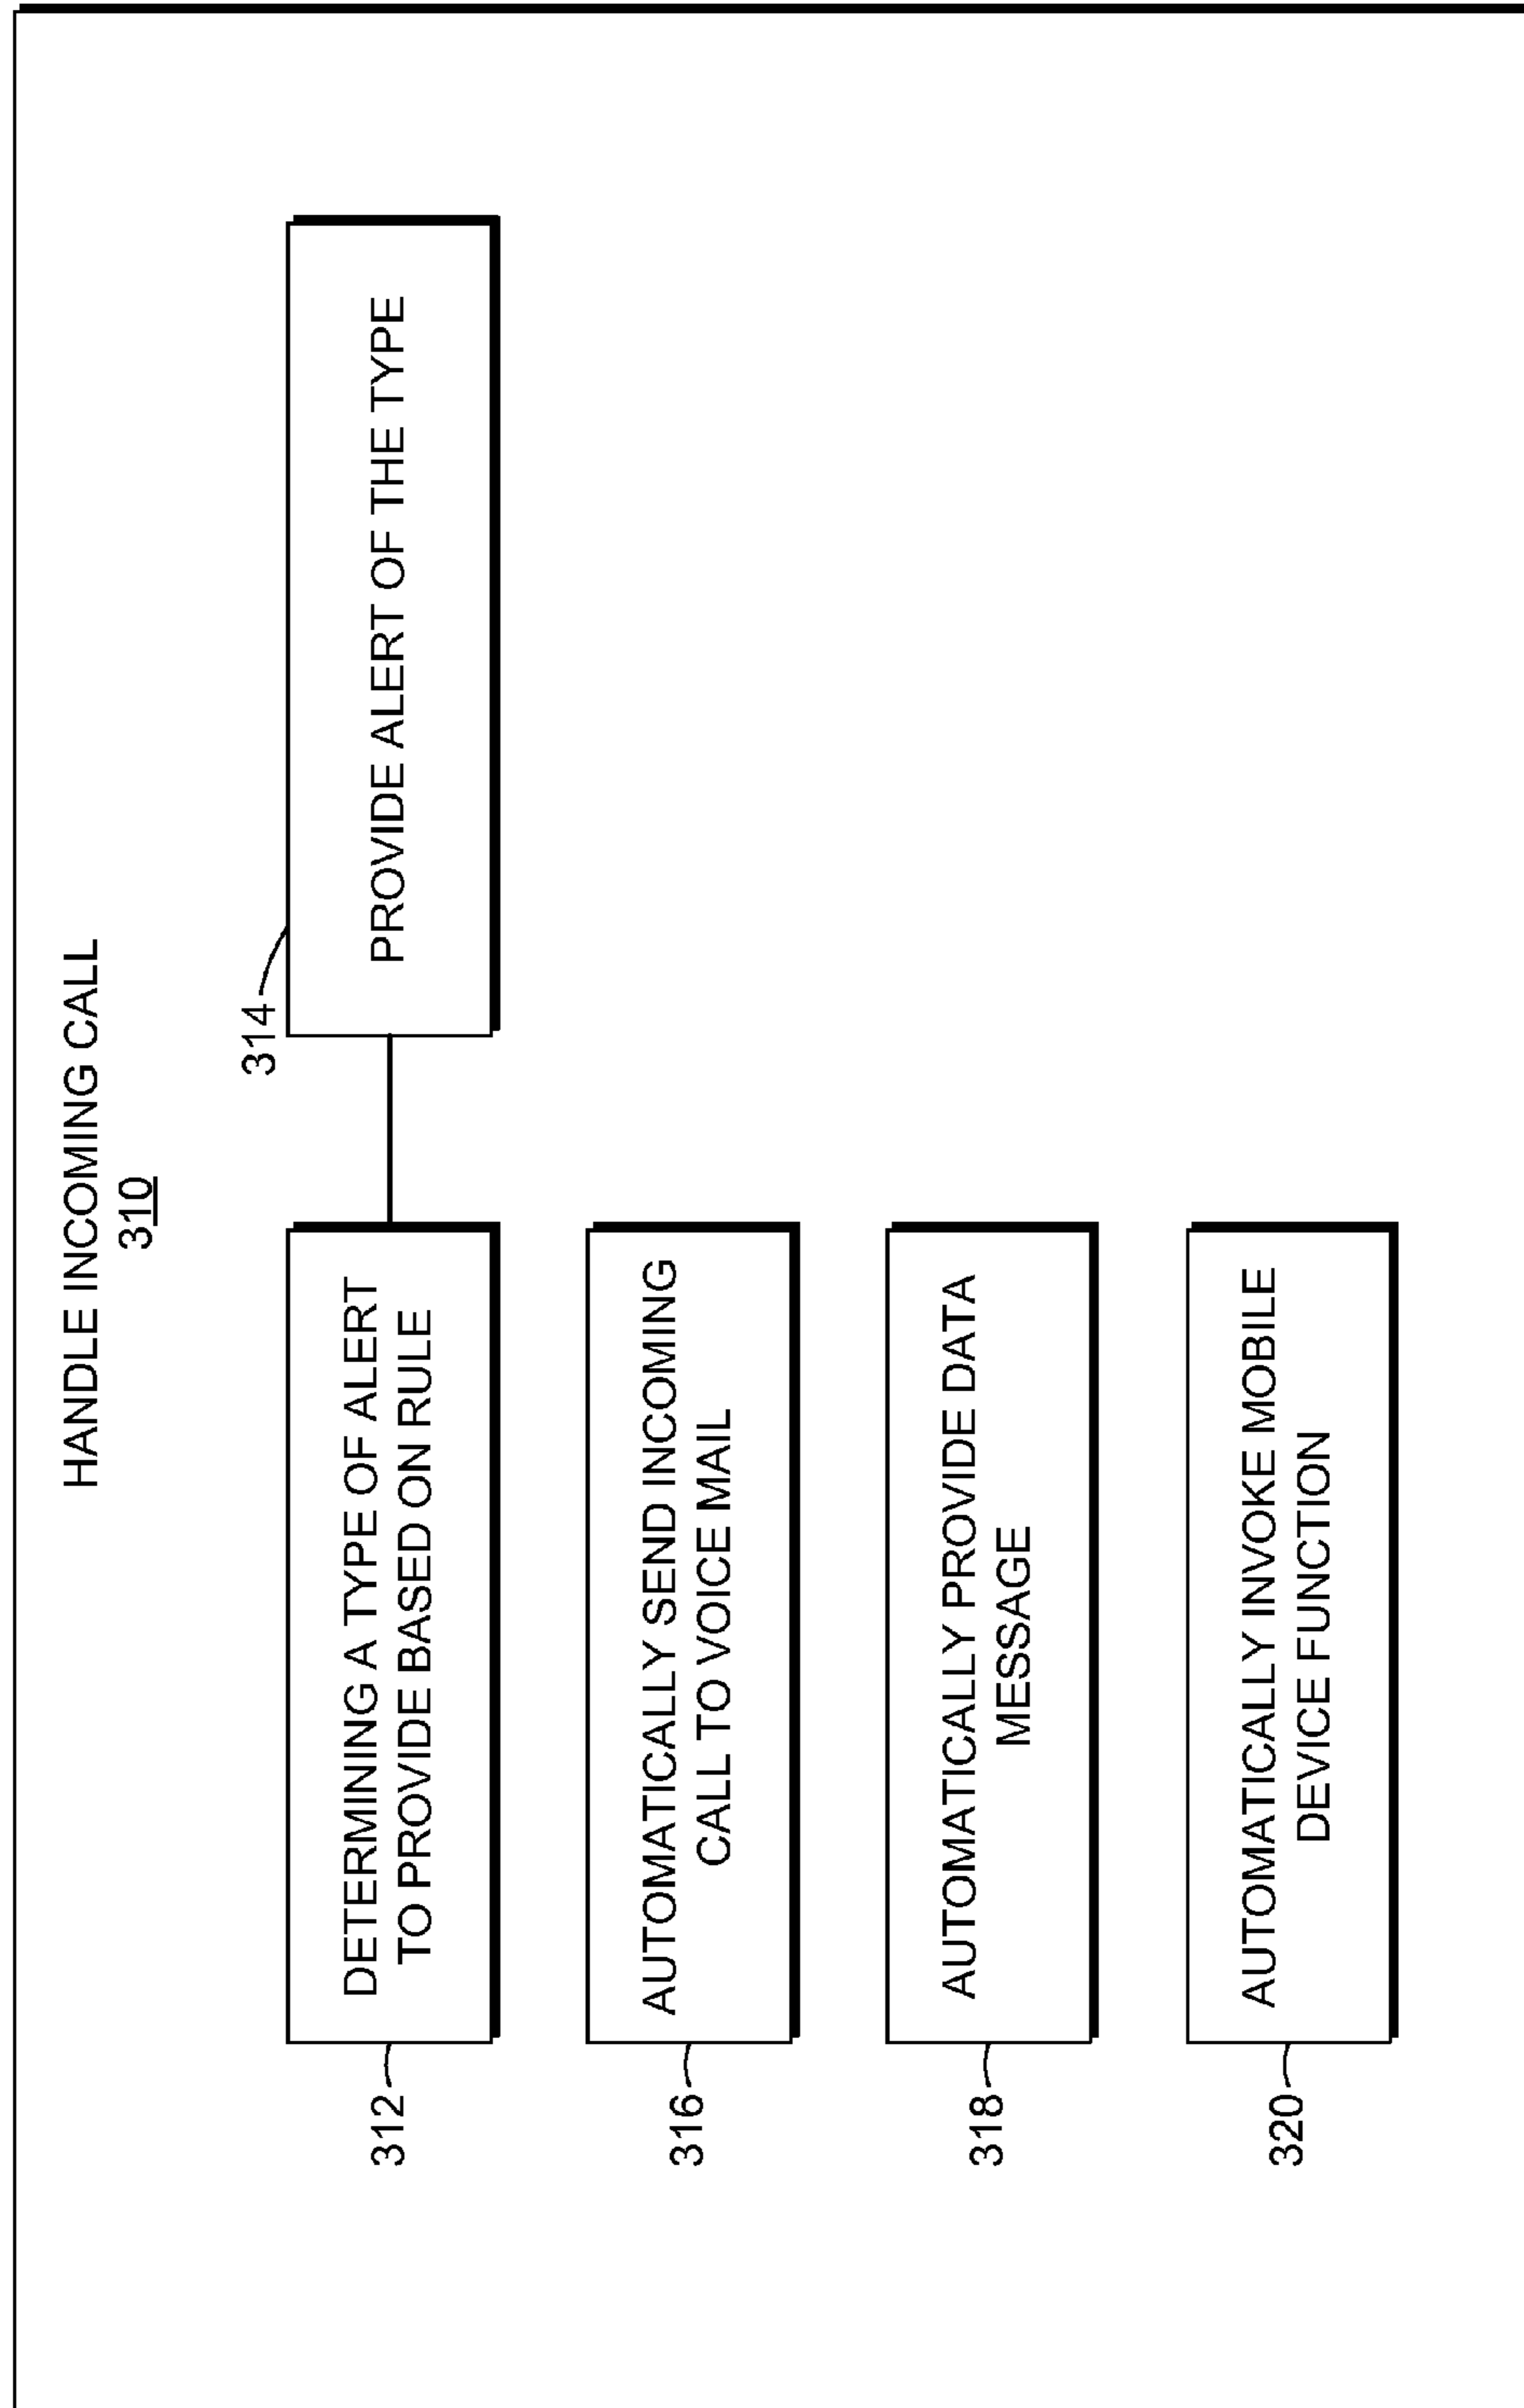 HANDLE INCOMING CALL
310
312
DETERMINING A TYPE OF ALERT
TO PROVIDE BASED ON RULE
314
PROVIDE ALERT OF THE TYPE
316
AUTOMATICALLY SEND INCOMING
CALL TO VOICE MAIL
318
AUTOMATICALLY PROVIDE DATA
MESSAGE
320
AUTOMATICALLY INVOKE MOBILE
DEVICE FUNCTION